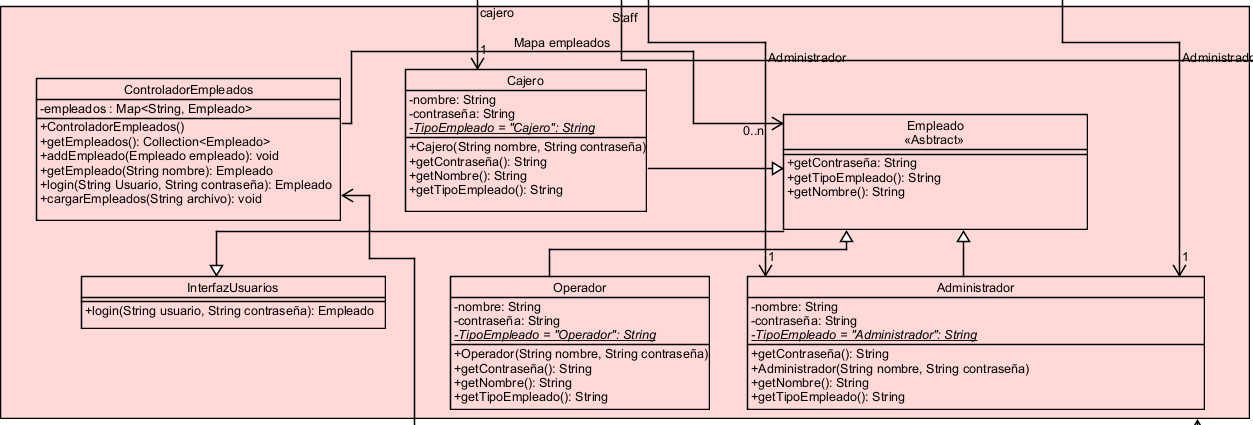 cajero
Staff
1
Mapa empleados
Administrador
Administrado
ControladorEmpleados
-empleados : Map<String, Empleado>
+ControladorEmpleados()
+getEmpleados(): Collection<Empleado>
+addEmpleado(Empleado empleado): void
+getEmpleado(String nombre): Empleado
+login(String Usuario, String contraseña): Empleado
+cargarEmpleados(String archivo): void
Cajero
-nombre: String
-contraseña: String
-TipoEmpleado = "Cajero": String
+Cajero(String nombre, String contraseña)
+getContraseña(): String
+getNombre(): String
+getTipoEmpleado(): String
0..n
Empleado
«Asbtract»
+getContraseña: String
+getTipoEmpleado(): String
+getNombre(): String
1
1
InterfazUsuarios
+login(String usuario, String contraseña): Empleado
Operador
-nombre: String
-contraseña: String
-TipoEmpleado = "Operador": String
+Operador(String nombre, String contraseña)
+getContraseña(): String
+getNombre(): String
+getTipoEmpleado(): String
Administrador
-nombre: String
-contraseña: String
-TipoEmpleado = "Administrador": String
+getContraseña(): String
+Administrador(String nombre, String contraseña)
+getNombre(): String
+getTipoEmpleado(): String